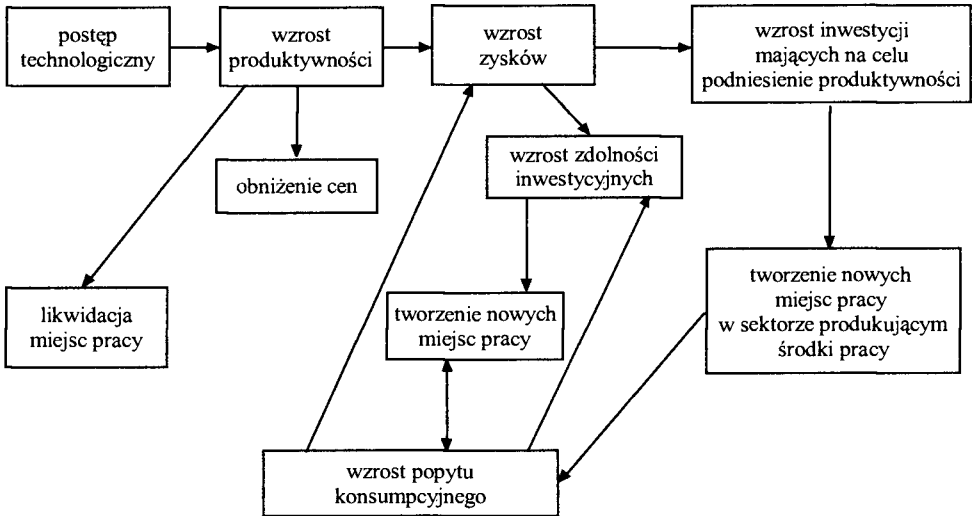 postęp
technologiczny
wzrost
produktywności
wzrost
zysków
wzrost inwestycji
mających na celu
podniesienie produktywności
wzrost zdolności
inwestycyjnych
obniżenie cen
likwidacja
miejsc pracy
tworzenie nowych
miejsc pracy
tworzenie nowych
miejsc pracy
w sektorze produkującym
środki pracy
wzrost popytu
konsumpcyjnego